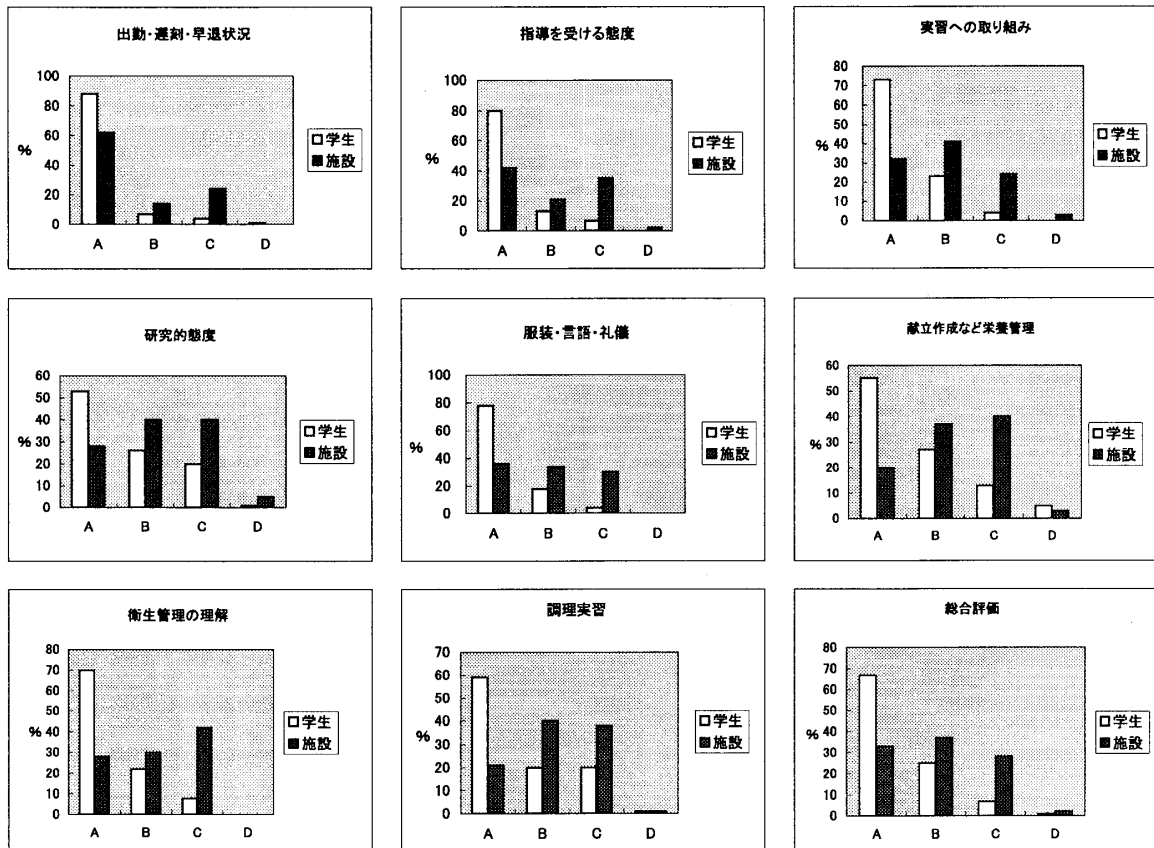 出勤・遅刻・早退状況
100
80
60
40
20
0
%
A B C D
学生
施設
指導を受ける態度
100
80
60
40
20
0
%
A B C D
学生
施設
実習への取り組み
80
70
60
50
40
30
20
10
0
%
A B C D
学生
施設
研究的態度
60
50
40
30
20
10
0
%
A B C D
学生
施設
服装・言語・礼儀
100
80
60
40
20
0
%
A B C D
学生
施設
献立作成など栄養管理
60
50
40
30
20
10
0
%
A B C D
学生
施設
衛生管理の理解
80
70
60
50
40
30
20
10
0
%
A B C D
学生
施設
調理実習
70
60
50
40
30
20
10
0
%
A B C D
学生
施設
総合評価
80
70
60
50
40
30
20
10
0
%
A B C D
学生
施設